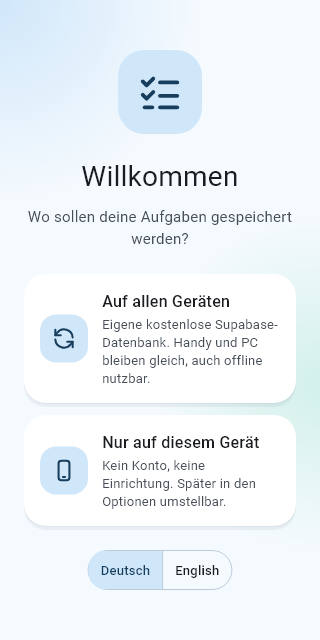 Willkommen
Wo sollen deine Aufgaben gespeichert
werden?
Auf allen Geräten
Eigene kostenlose Supabase-
Datenbank. Handy und PC
bleiben gleich, auch offline
nutzbar.
Nur auf diesem Gerät
Kein Konto, keine
Einrichtung. Später in den
Optionen umstellbar.
Deutsch
English